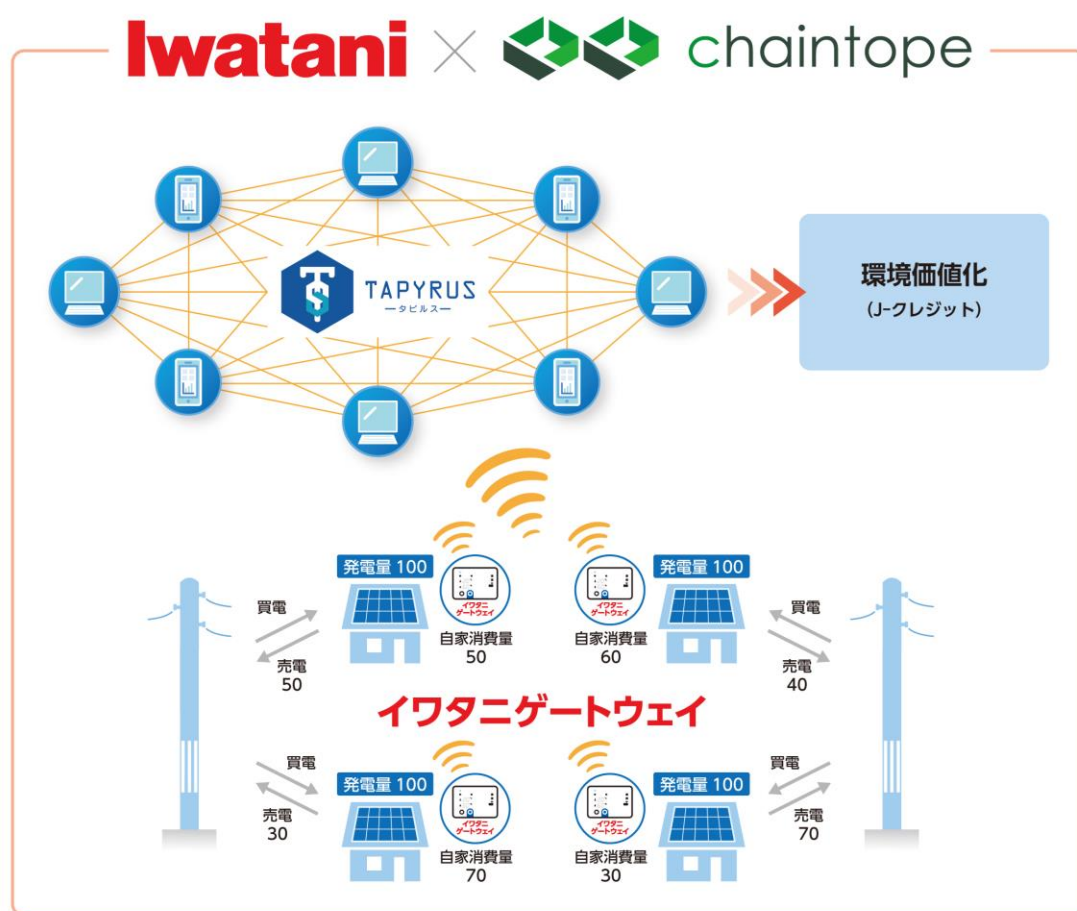 Iwatani × chaintope
TAPYRUS
ータピルスー
環境価値化
(J-クレジット)
発電量 100
イワタニ
ゲートウェイ
自家消費量
50
買電
売電
50
発電量 100
イワタニ
ゲートウェイ
自家消費量
60
買電
売電
40
イワタニゲートウェイ
発電量 100
イワタニ
ゲートウェイ
自家消費量
70
買電
売電
30
発電量 100
イワタニ
ゲートウェイ
自家消費量
30
買電
売電
70